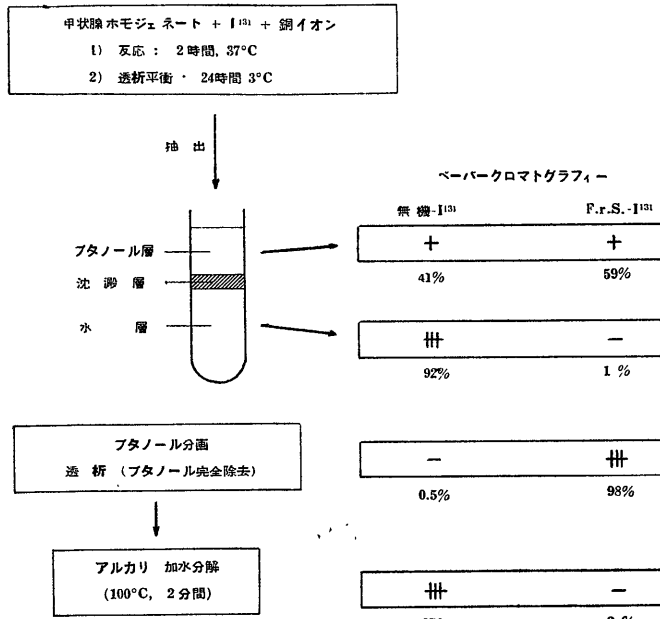 甲状腺ホモジェネート + I¹³¹ + 銅イオン
1) 反応 : 2時間, 37°C
2) 透析平衡 · 24時間 3°C
抽 出
ペーパークロマトグラフィー
無機-I¹³¹ F.r.S.-I¹³¹
ブタノール層
+ +
41% 59%
沈澱層
水 層
卌 −
92% 1 %
ブタノール分画
透 析 (ブタノール完全除去)
− 卌
0.5% 98%
アルカリ 加水分解
(100°C, 2分間)
卌 −